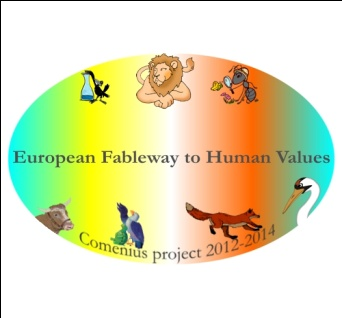 European Fableway to Human Values
Comenius project 2012-2014